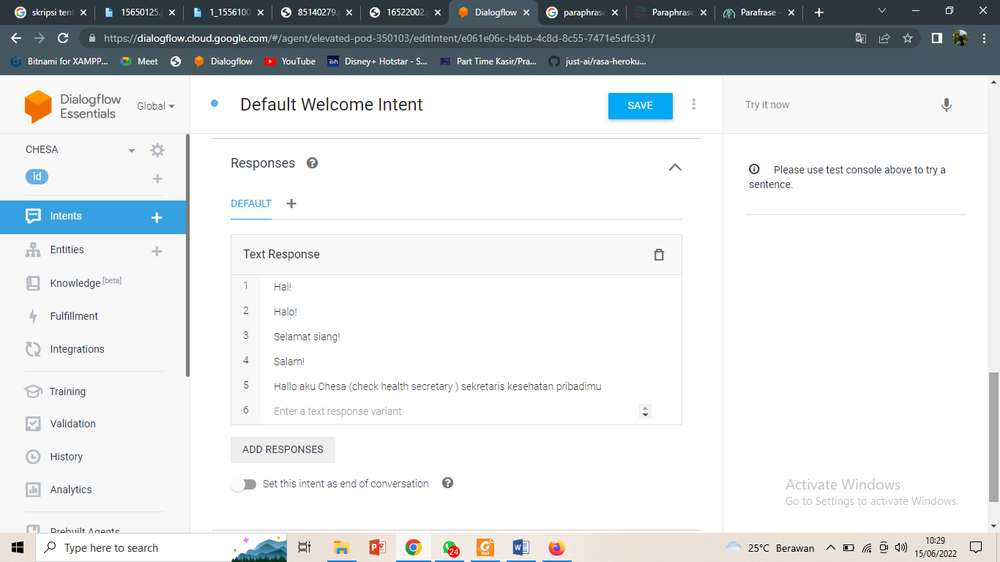 skripsi tent
15650125.p
1_1556100
85140279.p
16522002.p
Dialogflow
paraphrase
Paraphrase
Parafrase -
https://dialogflow.cloud.google.com/#/agent/elevated-pod-350103/editIntent/e061e06c-b4bb-4c8d-8c55-7471e5dfc331/
Bitnami for XAMPP...
Meet
Dialogflow
YouTube
Disney+ Hotstar - S...
Part Time Kasir/Pra...
just-ai/rasa-heroku...
Dialogflow
Essentials
Global
CHESA
id
Intents
Entities
Knowledge [beta]
Fulfillment
Integrations
Training
Validation
History
Analytics
Prebuilt Agents
Default Welcome Intent
SAVE
Responses
DEFAULT
Text Response
1 Hai!
2 Halo!
3 Selamat siang!
4 Salam!
5 Hallo aku Chesa (check health secretary ) sekretaris kesehatan pribadimu
6 Enter a text response variant
ADD RESPONSES
Set this intent as end of conversation
Try it now
Please use test console above to try a
sentence.
Activate Windows
Go to Settings to activate Windows.
Type here to search
24
25°C Berawan
10:29
15/06/2022